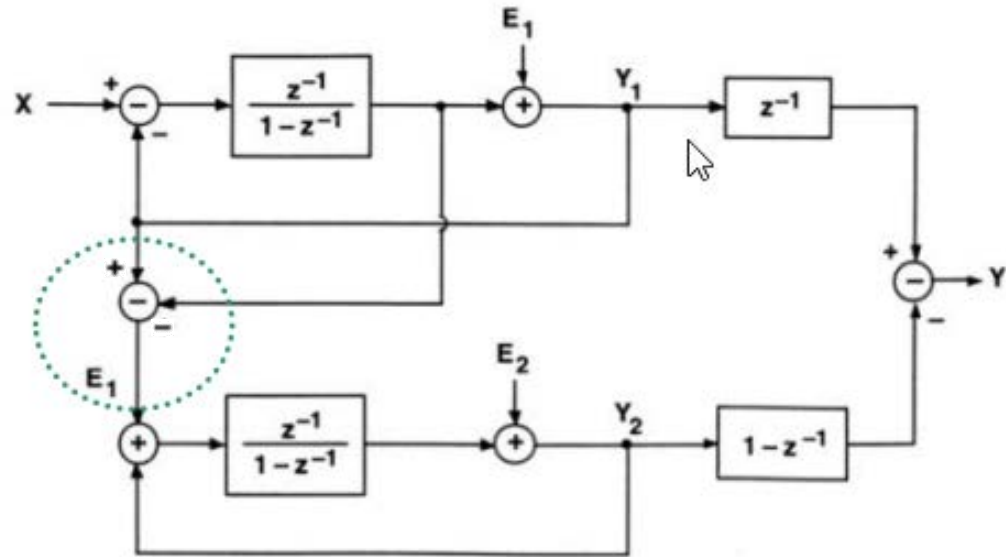 E₁
X + − z⁻¹ / 1 − z⁻¹ + Y₁ z⁻¹
−
+
− −
+ − Y
−
E₁
E₂
+ z⁻¹ / 1 − z⁻¹ + Y₂ 1 − z⁻¹